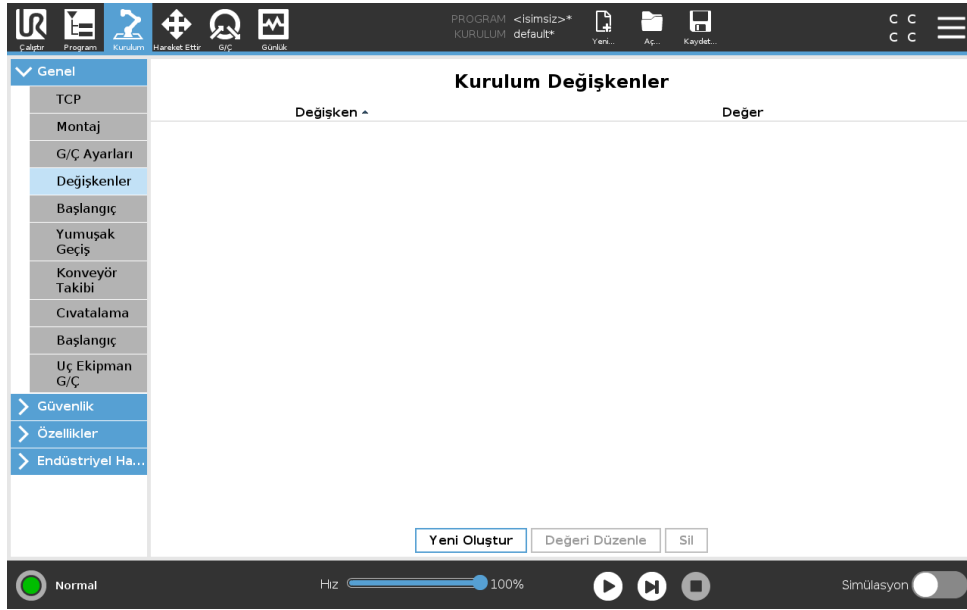 PROGRAM <isimsiz>*
KURULUM default*
Çalıştır Program Kurulum Hareket Ettir G/Ç Günlük Yeni... Aç... Kaydet...
C C
C C
Genel
TCP
Montaj
G/Ç Ayarları
Değişkenler
Başlangıç
Yumuşak
Geçiş
Konveyör
Takibi
Cıvatalama
Başlangıç
Uç Ekipman
G/Ç
Güvenlik
Özellikler
Endüstriyel Ha...
Kurulum Değişkenler
Değişken Değer
Yeni Oluştur Değeri Düzenle Sil
Normal Hız 100% Simülasyon